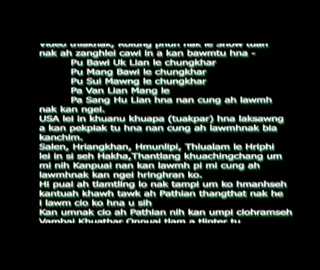 nak ah zanghlei cawl in a kan bawmtu hna -
Pu Bawi Uk Lian le chungkhar
Pu Mang Bawi le chungkhar
Pu Sui Mawng le chungkhar
Pa Van Lian Mang le
Pa Sang Hu Lian hna nan cung ah lawmh
nak kan ngei.
USA lei in khuanu khuapa (tuakpar) hna laksawng
a kan pekpiak tu hna nan cung ah lawmhnak bia
kanchim.
Salen, Hriangkhan, Hmunlipi, Thlualam le Hriphi
lei in si seh Hakha,Thantlang khuachingchang um
mi nih Kanpual nan kan lawmh pi mi cung ah
lawmhnak kan ngei hringhran ko.
Hi pual ah tlamtling lo nak tampi um ko hmanhseh
kantuah khawh tawk ah Pathian thangthat nak he
i lawm cio ko hna u sih
Kan umnak cio ah Pathian nih kan umpi ciohramseh